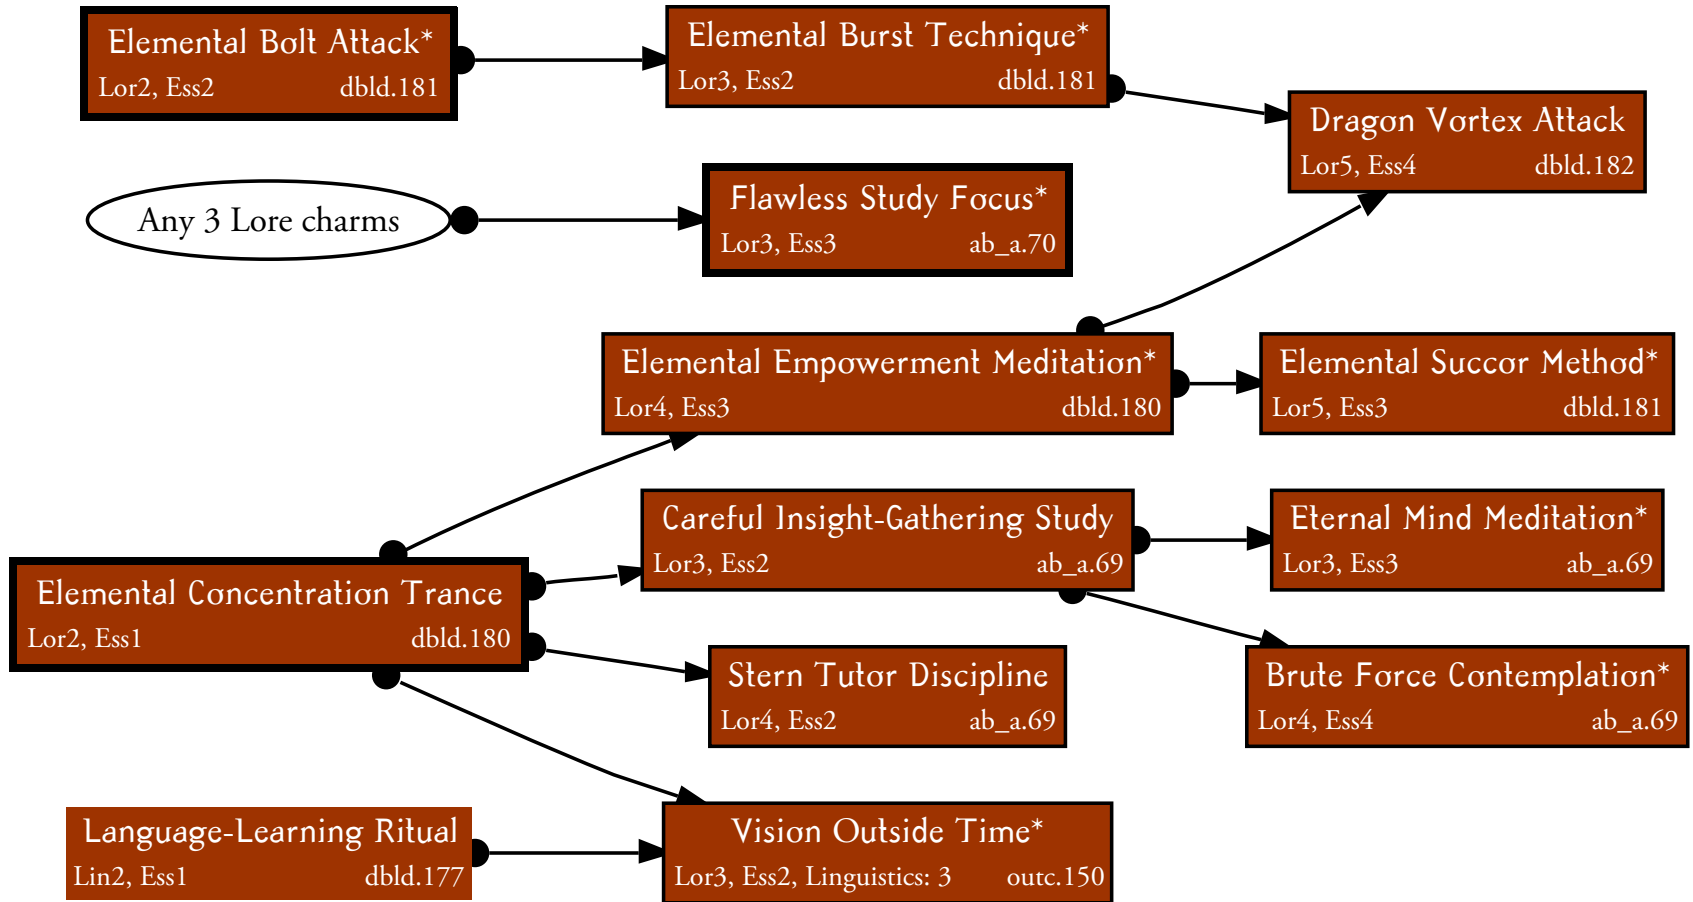 Elemental Bolt Attack*
Lor2, Ess2 dbld.181
Elemental Burst Technique*
Lor3, Ess2 dbld.181
Dragon Vortex Attack
Lor5, Ess4 dbld.182
Any 3 Lore charms
Flawless Study Focus*
Lor3, Ess3 ab_a.70
Elemental Empowerment Meditation*
Lor4, Ess3 dbld.180
Elemental Succor Method*
Lor5, Ess3 dbld.181
Careful Insight-Gathering Study
Lor3, Ess2 ab_a.69
Eternal Mind Meditation*
Lor3, Ess3 ab_a.69
Elemental Concentration Trance
Lor2, Ess1 dbld.180
Stern Tutor Discipline
Lor4, Ess2 ab_a.69
Brute Force Contemplation*
Lor4, Ess4 ab_a.69
Language-Learning Ritual
Lin2, Ess1 dbld.177
Vision Outside Time*
Lor3, Ess2, Linguistics: 3 outc.150